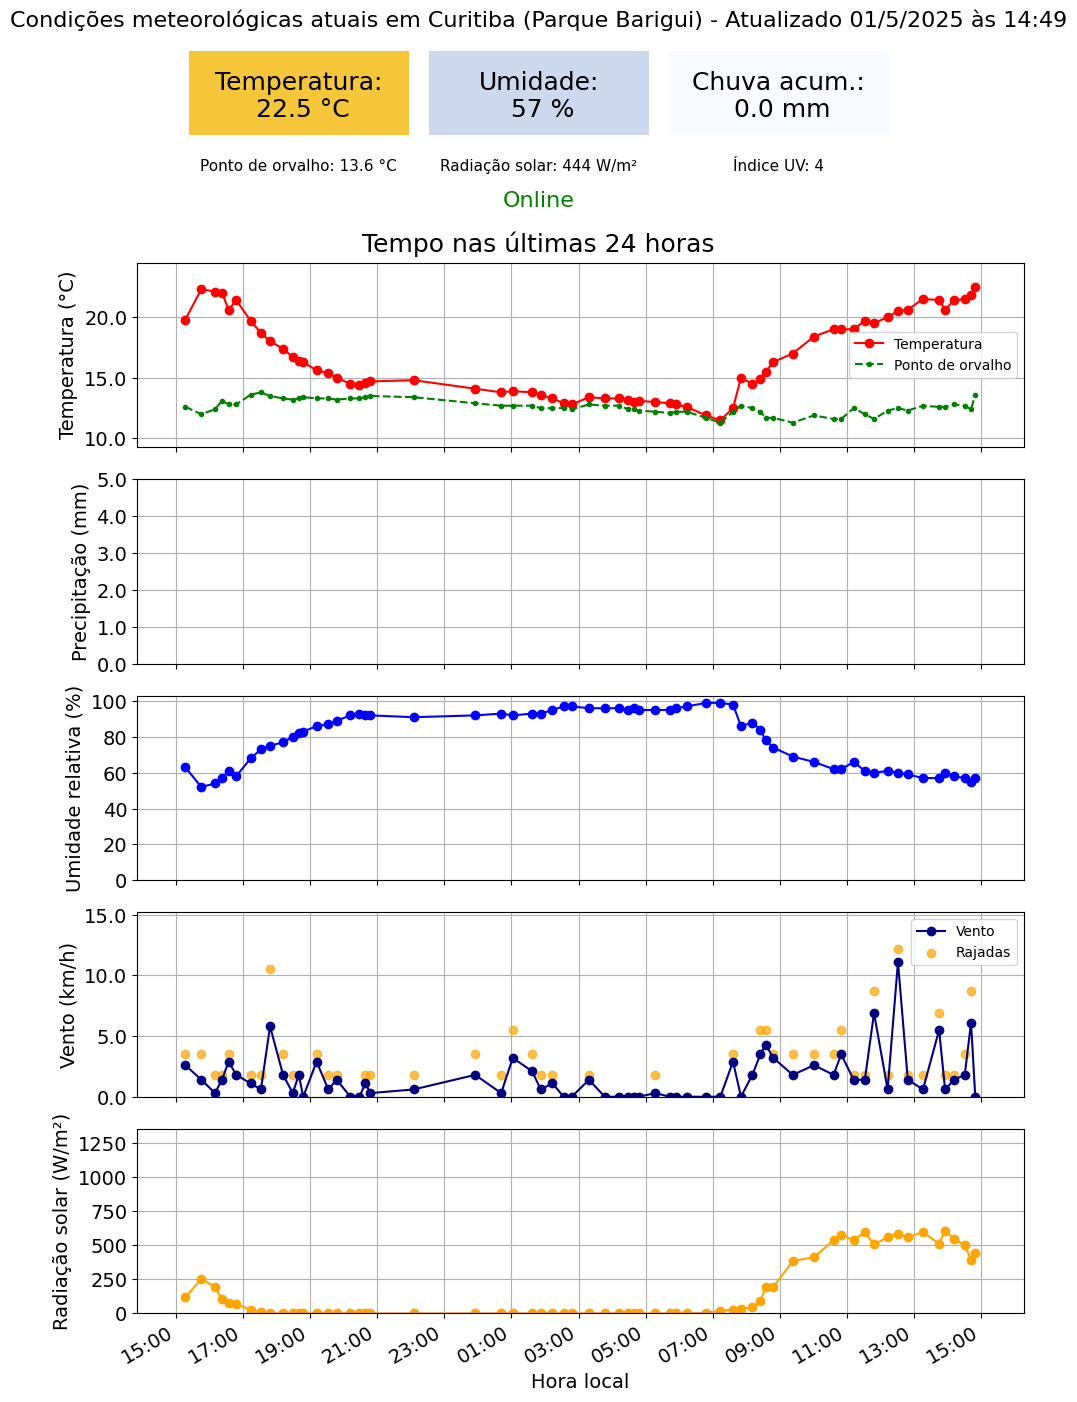 Condições meteorológicas atuais em Curitiba (Parque Barigui) - Atualizado 01/5/2025 às 14:49
Temperatura:
22.5 °C
Umidade:
57 %
Chuva acum.:
0.0 mm
Ponto de orvalho: 13.6 °C
Radiação solar: 444 W/m²
Índice UV: 4
Online
Tempo nas últimas 24 horas
Temperatura (°C)
20.0
15.0
10.0
Temperatura
Ponto de orvalho
Precipitação (mm)
5.0
4.0
3.0
2.0
1.0
0.0
Umidade relativa (%)
100
80
60
40
20
0
Vento (km/h)
15.0
10.0
5.0
0.0
Vento
Rajadas
Radiação solar (W/m²)
1250
1000
750
500
250
0
15:00
17:00
19:00
21:00
23:00
01:00
03:00
05:00
07:00
09:00
11:00
13:00
15:00
Hora local